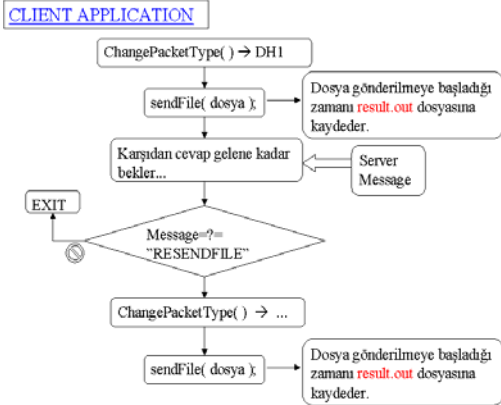 CLIENT APPLICATION
ChangePacketType( ) → DH1
sendFile( dosya );
Dosya gönderilmeye başladığı
zamanı result.out dosyasına
kaydeder.
Karşıdan cevap gelene kadar
bekler...
Server
Message
EXIT
Message=?=
”RESENDFILE”
ChangePacketType( ) → ...
sendFile( dosya );
Dosya gönderilmeye başladığı
zamanı result.out dosyasına
kaydeder.